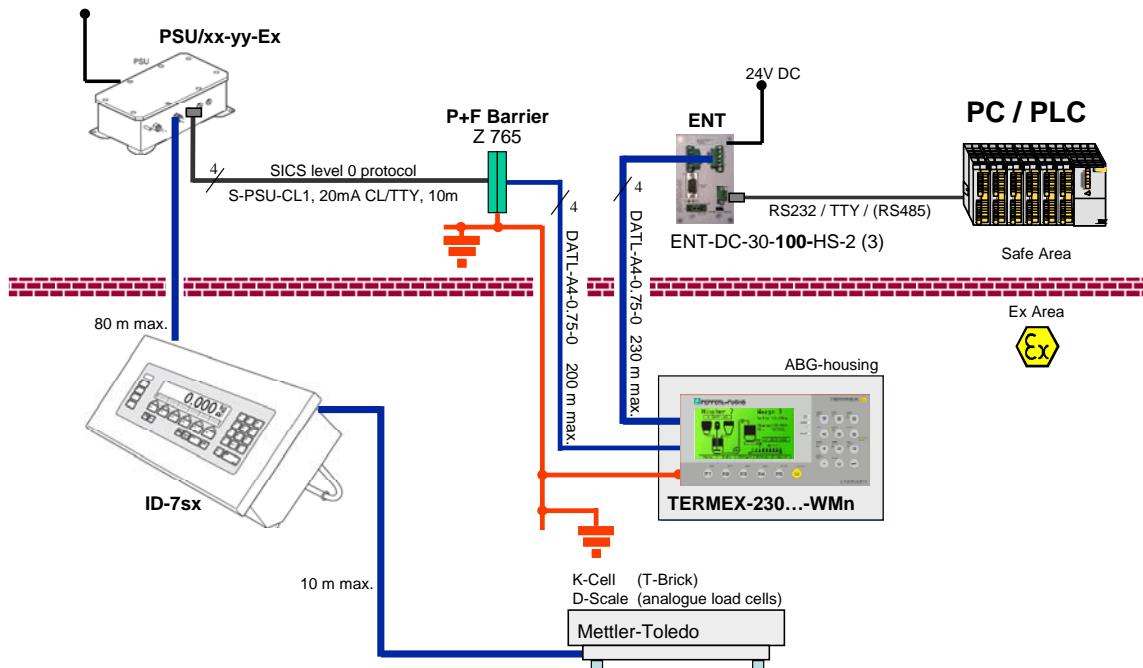 PSU/xx-yy-Ex
PSU
P+F Barrier
Z 765
4
SICS level 0 protocol
S-PSU-CL1, 20mA CL/TTY, 10m
4
DATL-A4-0.75-0 200 m max.
ENT
24V DC
4
DATL-A4-0.75-0 230 m max.
RS232 / TTY / (RS485)
ENT-DC-30-100-HS-2 (3)
PC / PLC
Safe Area
Ex Area
Ex
80 m max.
0.000
ID-7sx
ABG-housing
PEPPERL+FUCHS
TERMEX
TERMEX-230...-WMn
10 m max.
K-Cell (T-Brick)
D-Scale (analogue load cells)
Mettler-Toledo